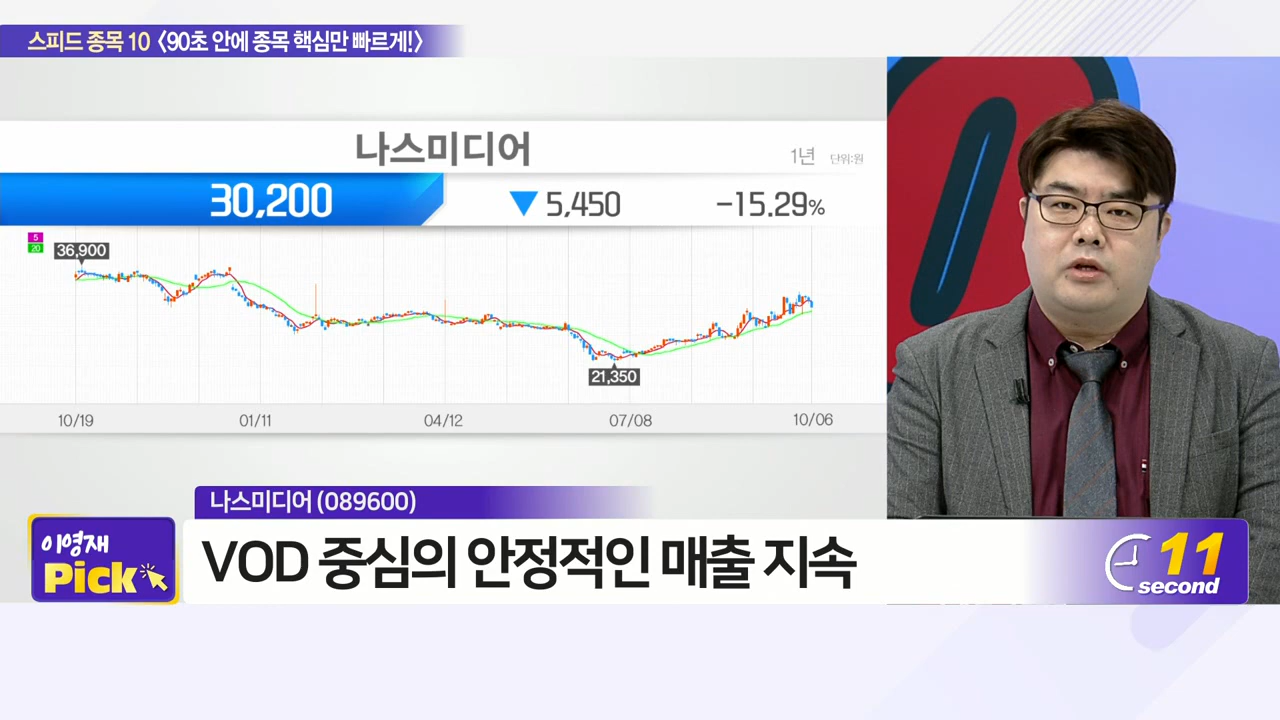 스피드 종목 10 〈90초 안에 종목 핵심만 빠르게!〉
나스미디어
1년 단위:원
30,200 ▼ 5,450 -15.29%
5
20
36,900
21,350
10/19 01/11 04/12 07/08 10/06
나스미디어 (089600)
이영재
Pick
VOD 중심의 안정적인 매출 지속
11
second